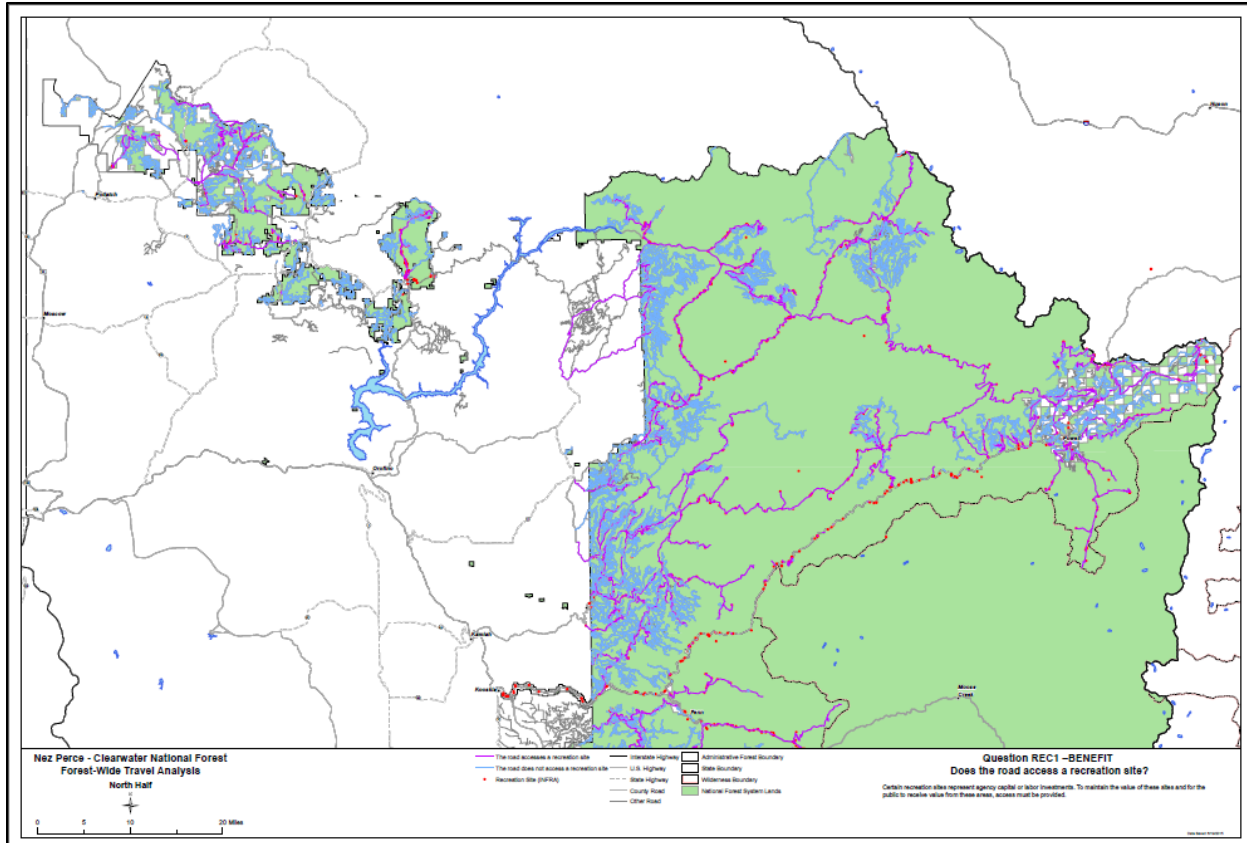 Noxon
Potlatch
Moscow
Orofino
Powell
Kamiah
Kooskia
Moose
Creek
Nez Perce - Clearwater National Forest
Forest-Wide Travel Analysis
North Half
0 5 10 20 Miles
The road accesses a recreation site
The road does not access a recreation site
Recreation Site (INFRA)
Interstate Highway
U.S. Highway
State Highway
County Road
Other Road
Administrative Forest Boundary
State Boundary
Wilderness Boundary
National Forest System Lands
Question REC1 –BENEFIT
Does the road access a recreation site?
Certain recreation sites represent agency capital or labor investments. To maintain the value of these sites and for the
public to receive value from these areas, access must be provided.